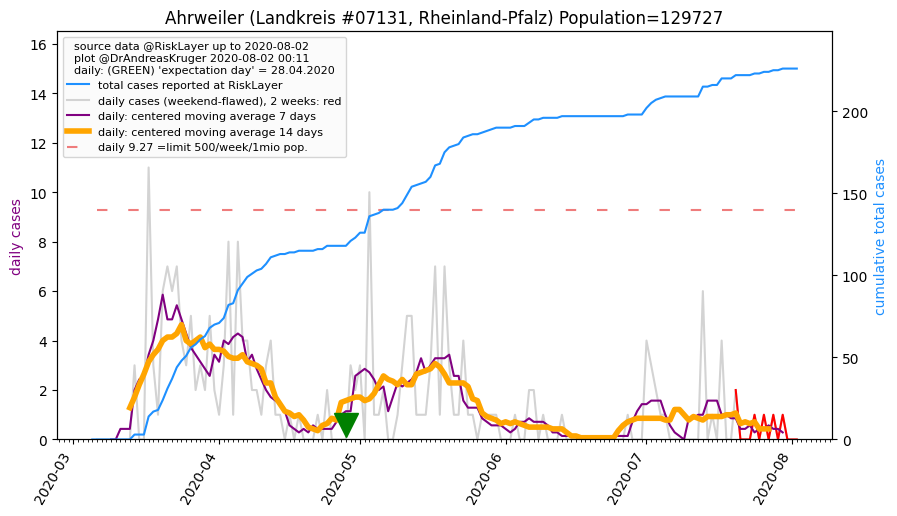 Ahrweiler (Landkreis #07131, Rheinland-Pfalz) Population=129727
source data @RiskLayer up to 2020-08-02
plot @DrAndreasKruger 2020-08-02 00:11
daily: (GREEN) 'expectation day' = 28.04.2020
total cases reported at RiskLayer
daily cases (weekend-flawed), 2 weeks: red
daily: centered moving average 7 days
daily: centered moving average 14 days
daily 9.27 =limit 500/week/1mio pop.
daily cases
16
14
12
10
8
6
4
2
0
cumulative total cases
200
150
100
50
0
2020-03
2020-04
2020-05
2020-06
2020-07
2020-08